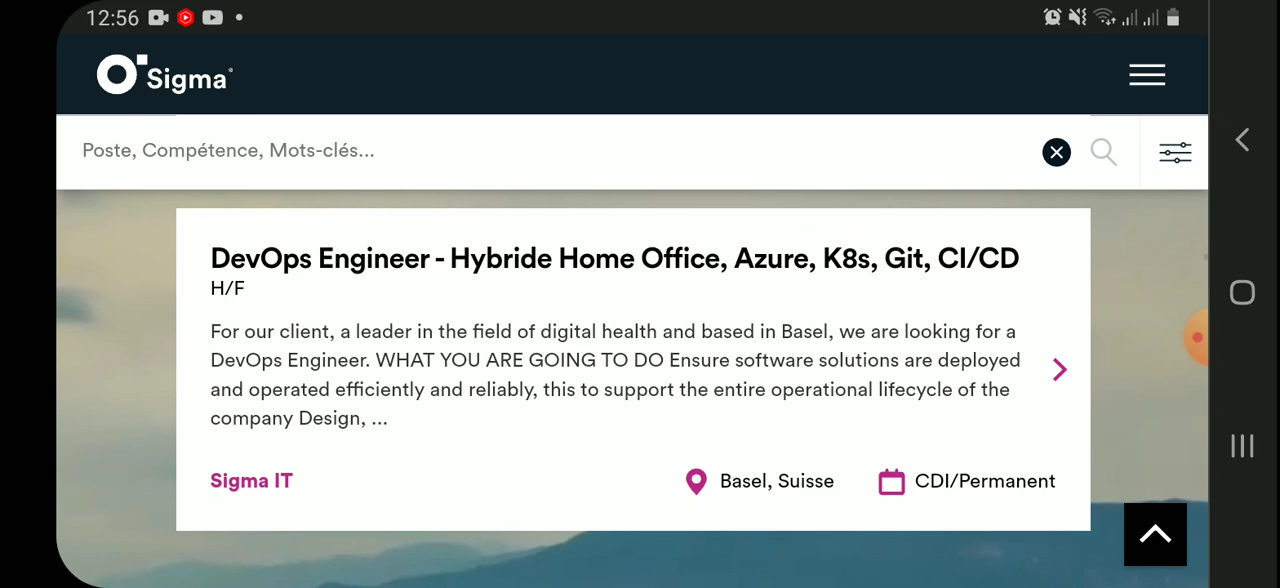 12:56
Sigma
Poste, Compétence, Mots-clés...
DevOps Engineer - Hybride Home Office, Azure, K8s, Git, CI/CD
H/F
For our client, a leader in the field of digital health and based in Basel, we are looking for a
DevOps Engineer. WHAT YOU ARE GOING TO DO Ensure software solutions are deployed
and operated efficiently and reliably, this to support the entire operational lifecycle of the
company Design, ...
Sigma IT
Basel, Suisse
CDI/Permanent